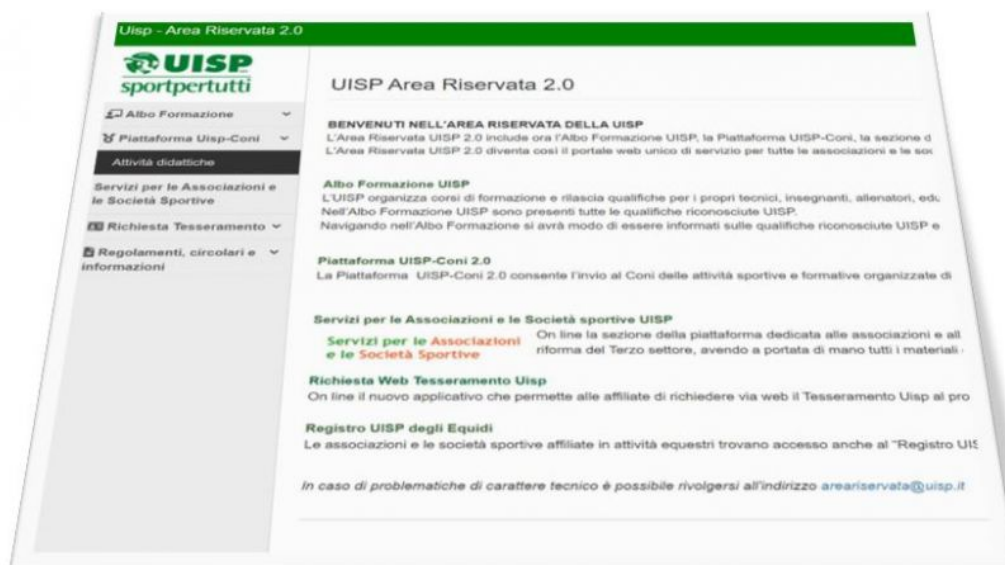 Uisp - Area Riservata 2.0
UISP
sportpertutti
Albo Formazione
Piattaforma Uisp-Coni
Attività didattiche
Servizi per le Associazioni e
le Società Sportive
Richiesta Tesseramento
Regolamenti, circolari e
informazioni
UISP Area Riservata 2.0
BENVENUTI NELL'AREA RISERVATA DELLA UISP
L'Area Riservata UISP 2.0 include ora l'Albo Formazione UISP, la Piattaforma UISP-Coni, la sezione d
L'Area Riservata UISP 2.0 diventa così il portale web unico di servizio per tutte le associazioni e le soc
Albo Formazione UISP
L'UISP organizza corsi di formazione e rilascia qualifiche per i propri tecnici, insegnanti, allenatori, edu
Nell'Albo Formazione UISP sono presenti tutte le qualifiche riconosciute UISP.
Navigando nell'Albo Formazione si avrà modo di essere informati sulle qualifiche riconosciute UISP e
Piattaforma UISP-Coni 2.0
La Piattaforma UISP-Coni 2.0 consente l'invio al Coni delle attività sportive e formative organizzate di
Servizi per le Associazioni e le Società sportive UISP
Servizi per le Associazioni
e le Società Sportive
On line la sezione della piattaforma dedicata alle associazioni e all
riforma del Terzo settore, avendo a portata di mano tutti i materiali
Richiesta Web Tesseramento Uisp
On line il nuovo applicativo che permette alle affiliate di richiedere via web il Tesseramento Uisp al pro
Registro UISP degli Equidi
Le associazioni e le società sportive affiliate in attività equestri trovano accesso anche al "Registro UIS
In caso di problematiche di carattere tecnico è possibile rivolgersi all'indirizzo areariservata@uisp.it